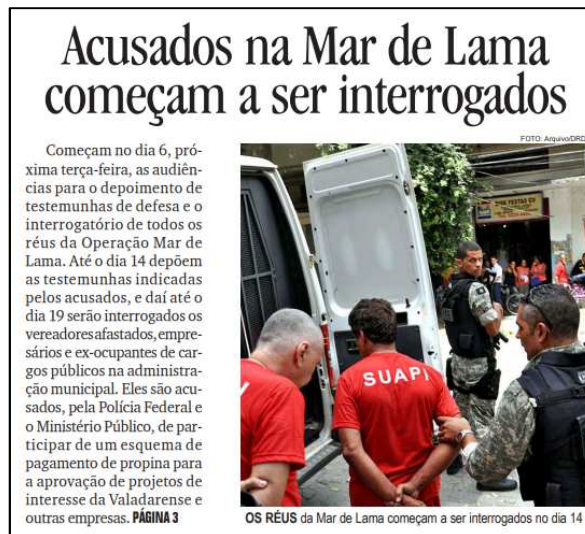 Acusados na Mar de Lama
começam a ser interrogados
FOTO: Arquivo/DRD
Começam no dia 6, pró-
xima terça-feira, as audiên-
cias para o depoimento de
testemunhas de defesa e o
interrogatório de todos os
réus da Operação Mar de
Lama. Até o dia 14 depõem
as testemunhas indicadas
pelos acusados, e daí até o
dia 19 serão interrogados os
vereadores afastados, empre-
sários e ex-ocupantes de car-
gos públicos na administra-
ção municipal. Eles são acu-
sados, pela Polícia Federal e
o Ministério Público, de par-
ticipar de um esquema de
pagamento de propina para
a aprovação de projetos de
interesse da Valadarense e
outras empresas. PÁGINA 3
SUAPI
OS RÉUS da Mar de Lama começam a ser interrogados no dia 14